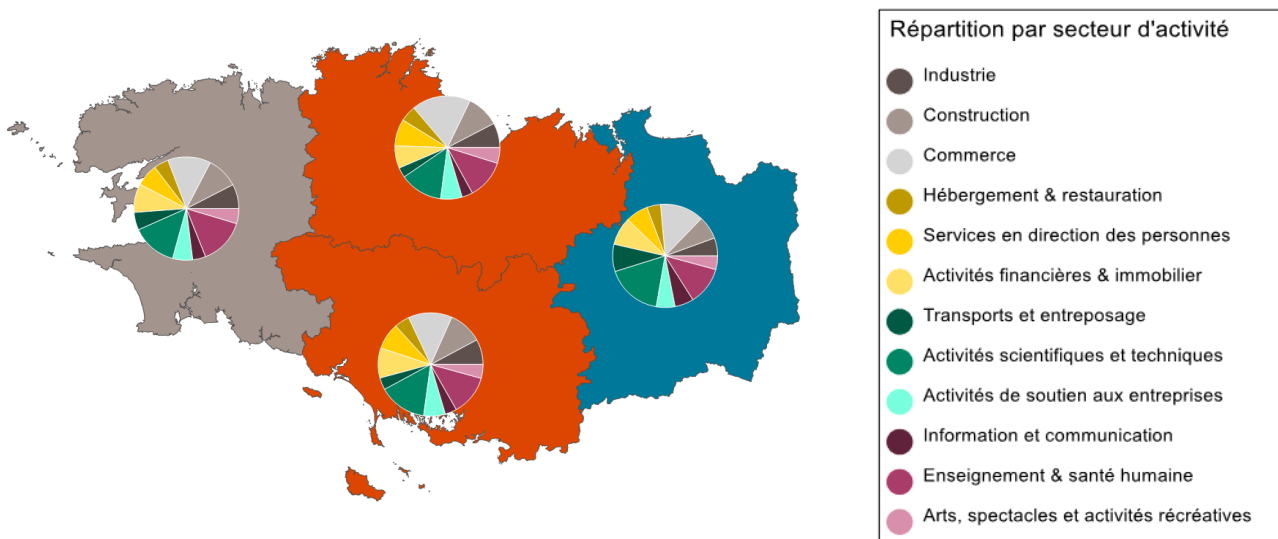 Répartition par secteur d'activité
Industrie
Construction
Commerce
Hébergement & restauration
Services en direction des personnes
Activités financières & immobilier
Transports et entreposage
Activités scientifiques et techniques
Activités de soutien aux entreprises
Information et communication
Enseignement & santé humaine
Arts, spectacles et activités récréatives